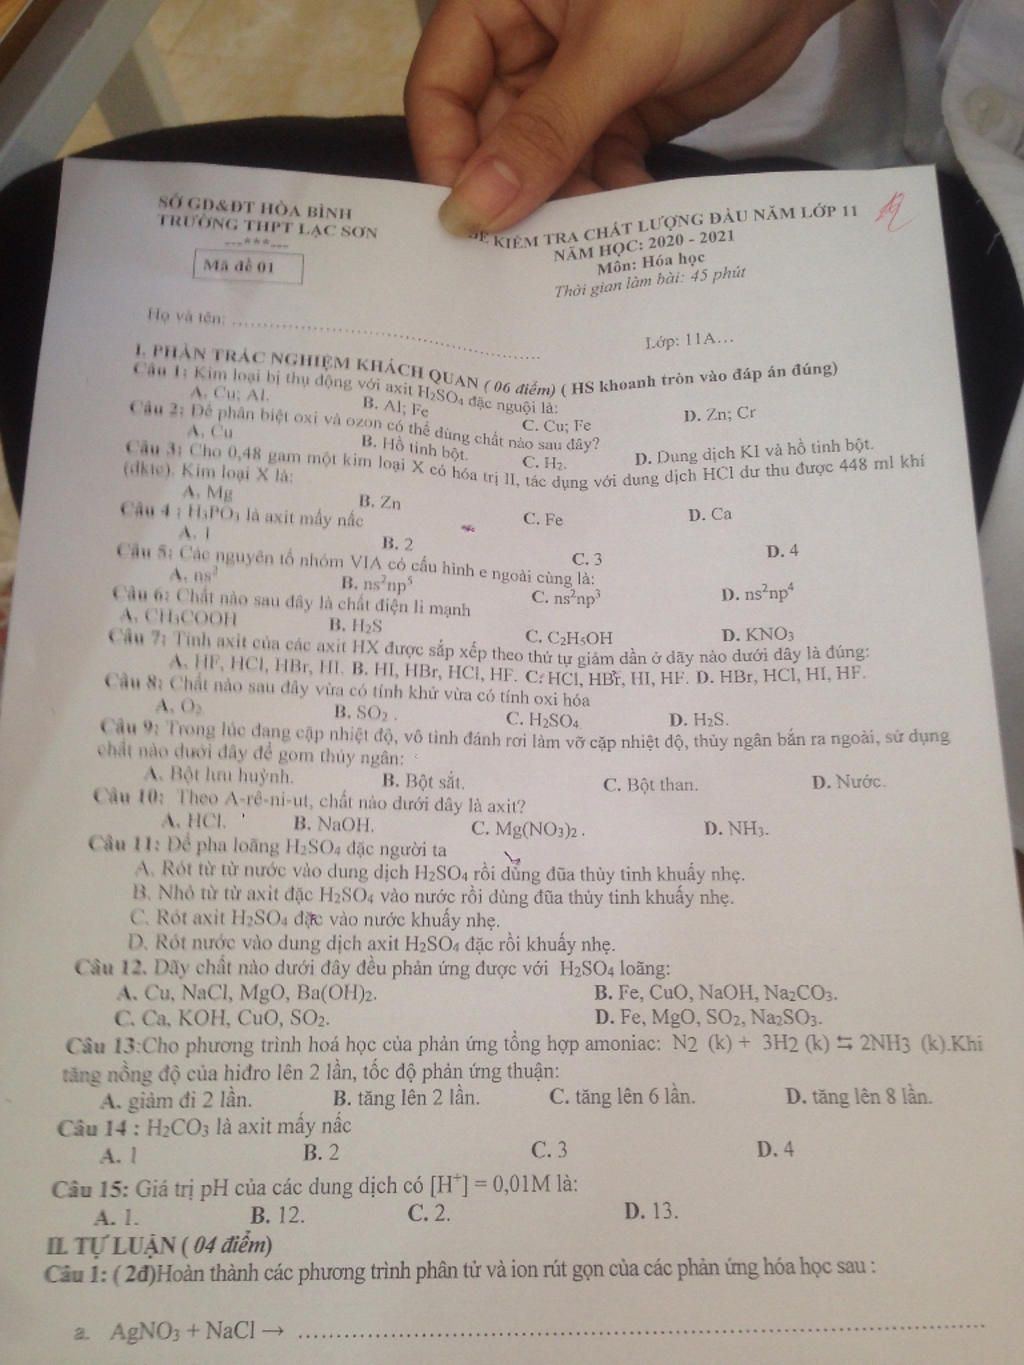 SỞ GD&ĐT HÒA BÌNH
TRƯỜNG THPT LẠC SƠN
---***---
Mã đề 01
ĐỀ KIỂM TRA CHẤT LƯỢNG ĐẦU NĂM LỚP 11
NĂM HỌC: 2020 - 2021
Môn: Hóa học
Thời gian làm bài: 45 phút
Họ và tên: ........................................
Lớp: 11A...
I. PHẦN TRẮC NGHIỆM KHÁCH QUAN ( 06 điểm) ( HS khoanh tròn vào đáp án đúng)
Câu 1: Kim loại bị thụ động với axit H₂SO₄ đặc nguội là:
A. Cu; Al. B. Al; Fe C. Cu; Fe D. Zn; Cr
Câu 2: Để phân biệt oxi và ozon có thể dùng chất nào sau đây?
A. Cu B. Hồ tinh bột. C. H₂. D. Dung dịch KI và hồ tinh bột.
Câu 3: Cho 0,48 gam một kim loại X có hóa trị II, tác dụng với dung dịch HCl dư thu được 448 ml khí
(đktc). Kim loại X là:
A. Mg B. Zn C. Fe D. Ca
Câu 4 : H₃PO₃ là axit mấy nấc
A. 1 B. 2 C. 3 D. 4
Câu 5: Các nguyên tố nhóm VIA có cấu hình e ngoài cùng là:
A. ns² B. ns²np⁵ C. ns²np³ D. ns²np⁴
Câu 6: Chất nào sau đây là chất điện li mạnh
A. CH₃COOH B. H₂S C. C₂H₅OH D. KNO₃
Câu 7: Tính axit của các axit HX được sắp xếp theo thứ tự giảm dần ở dãy nào dưới đây là đúng:
A. HF, HCl, HBr, HI. B. HI, HBr, HCl, HF. C. HCl, HBr, HI, HF. D. HBr, HCl, HI, HF.
Câu 8: Chất nào sau đây vừa có tính khử vừa có tính oxi hóa
A. O₂ B. SO₂ . C. H₂SO₄ D. H₂S.
Câu 9: Trong lúc đang cặp nhiệt độ, vô tình đánh rơi làm vỡ cặp nhiệt độ, thủy ngân bắn ra ngoài, sử dụng
chất nào dưới đây để gom thủy ngân:
A. Bột lưu huỳnh. B. Bột sắt. C. Bột than. D. Nước.
Câu 10: Theo A-rê-ni-ut, chất nào dưới đây là axit?
A. HCl. B. NaOH. C. Mg(NO₃)₂ . D. NH₃.
Câu 11: Để pha loãng H₂SO₄ đặc người ta
A. Rót từ từ nước vào dung dịch H₂SO₄ rồi dùng đũa thủy tinh khuấy nhẹ.
B. Nhỏ từ từ axit đặc H₂SO₄ vào nước rồi dùng đũa thủy tinh khuấy nhẹ.
C. Rót axit H₂SO₄ đặc vào nước khuấy nhẹ.
D. Rót nước vào dung dịch axit H₂SO₄ đặc rồi khuấy nhẹ.
Câu 12. Dãy chất nào dưới đây đều phản ứng được với H₂SO₄ loãng:
A. Cu, NaCl, MgO, Ba(OH)₂. B. Fe, CuO, NaOH, Na₂CO₃.
C. Ca, KOH, CuO, SO₂. D. Fe, MgO, SO₂, Na₂SO₃.
Câu 13:Cho phương trình hoá học của phản ứng tổng hợp amoniac: N₂ (k) + 3H₂ (k) ⇆ 2NH₃ (k).Khi
tăng nồng độ của hiđro lên 2 lần, tốc độ phản ứng thuận:
A. giảm đi 2 lần. B. tăng lên 2 lần. C. tăng lên 6 lần. D. tăng lên 8 lần.
Câu 14 : H₂CO₃ là axit mấy nấc
A. 1 B. 2 C. 3 D. 4
Câu 15: Giá trị pH của các dung dịch có [H⁺] = 0,01M là:
A. 1. B. 12. C. 2. D. 13.
II. TỰ LUẬN ( 04 điểm)
Câu 1: ( 2đ)Hoàn thành các phương trình phân tử và ion rút gọn của các phản ứng hóa học sau :
a. AgNO₃ + NaCl → ........................................